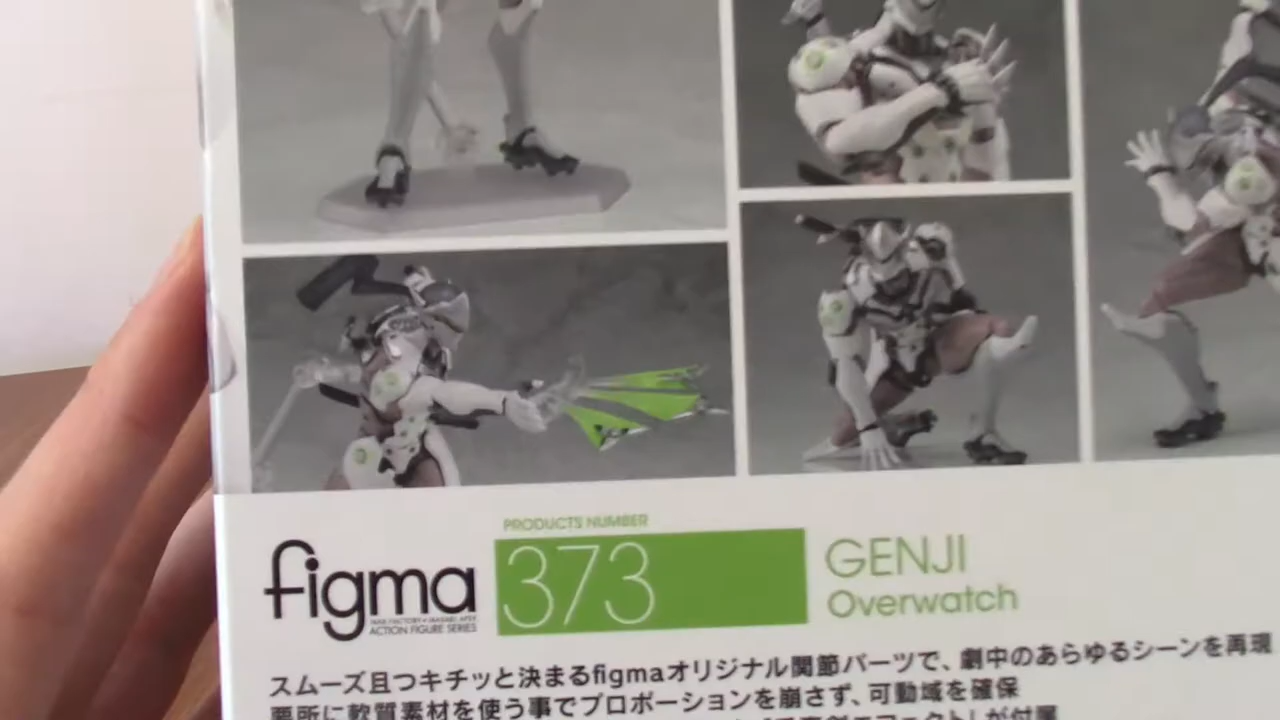 PRODUCTS NUMBER
figma
MAX FACTORY × MASAKI APSY
ACTION FIGURE SERIES
373
GENJI
Overwatch
スムーズ且つキチッと決まるfigmaオリジナル関節パーツで、劇中のあらゆるシーンを再現
要所に軟質素材を使う事でプロポーションを崩さず、可動域を確保